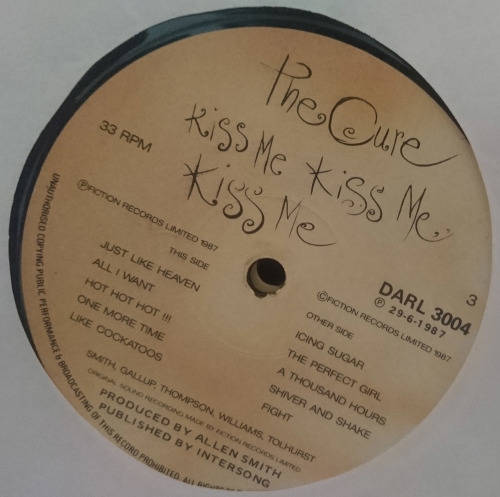 The Cure
Kiss Me Kiss Me
Kiss Me
33 RPM
3
DARL 3004
Ⓟ 29-6-1987
ⓅFICTION RECORDS LIMITED 1987
THIS SIDE
JUST LIKE HEAVEN
ALL I WANT
HOT HOT HOT !!!
ONE MORE TIME
LIKE COCKATOOS
©FICTION RECORDS LIMITED 1987
OTHER SIDE
ICING SUGAR
THE PERFECT GIRL
A THOUSAND HOURS
SHIVER AND SHAKE
FIGHT
SMITH, GALLUP, THOMPSON, WILLIAMS, TOLHURST
ORIGINAL SOUND RECORDING MADE BY FICTION RECORDS LIMITED
PRODUCED BY ALLEN SMITH
PUBLISHED BY INTERSONG
UNAUTHORISED COPYING PUBLIC PERFORMANCE & BROADCASTING OF THIS RECORD PROHIBITED. ALL